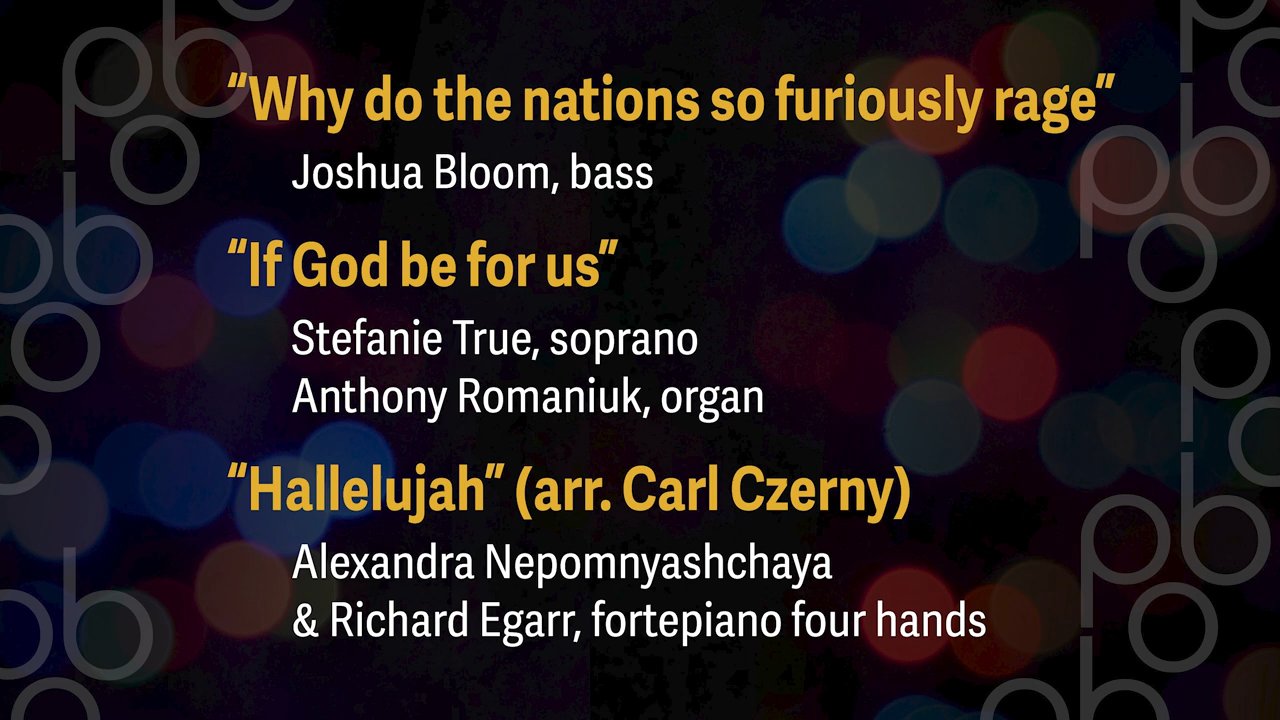 “Why do the nations so furiously rage”
Joshua Bloom, bass
“If God be for us”
Stefanie True, soprano
Anthony Romaniuk, organ
“Hallelujah” (arr. Carl Czerny)
Alexandra Nepomnyashchaya
& Richard Egarr, fortepiano four hands